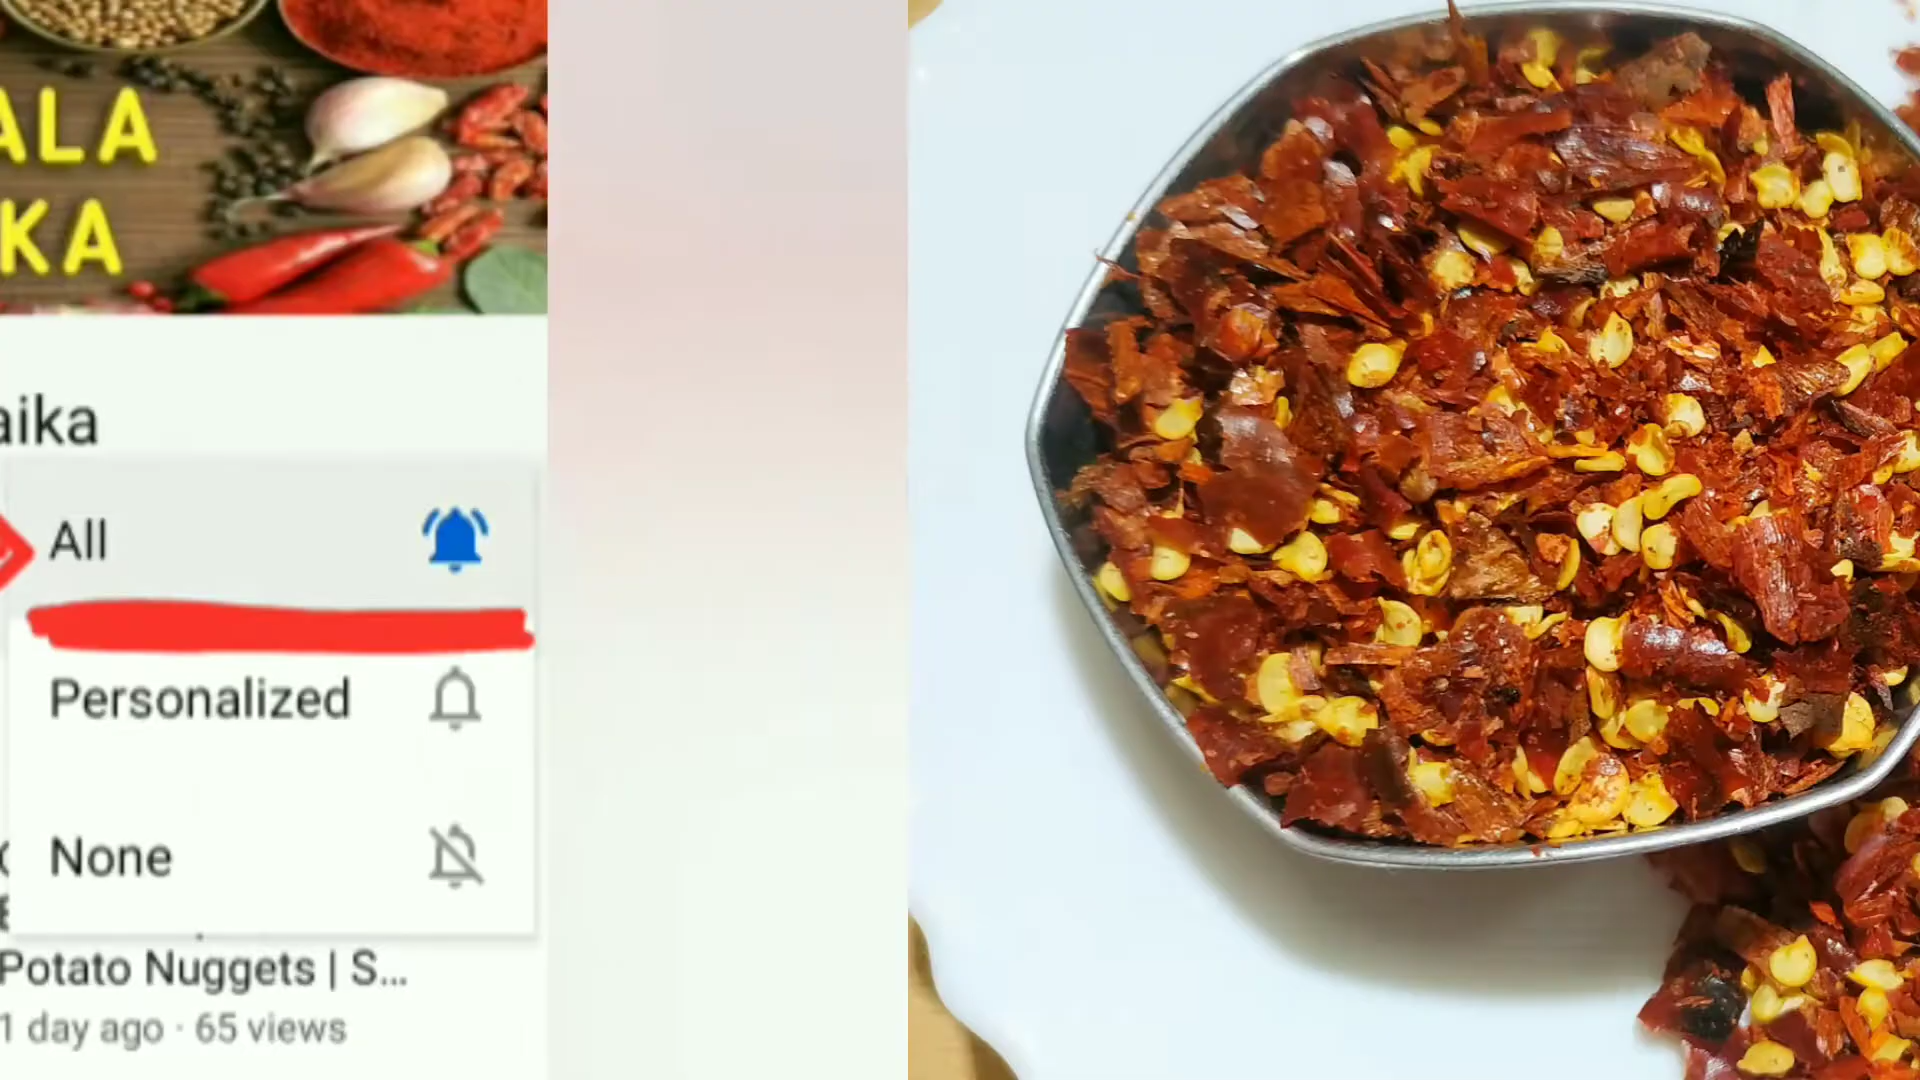 ALA
KA
aika
All
Personalized
None
Potato Nuggets | S...
1 day ago · 65 views